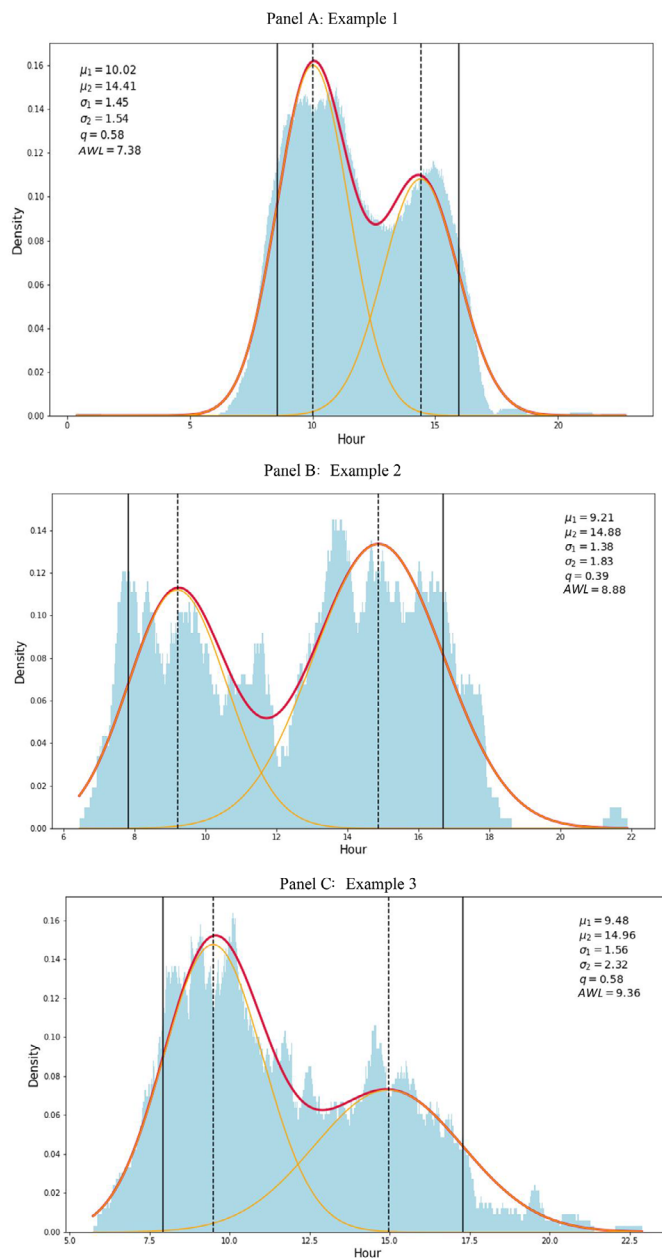 Panel A: Example 1
μ₁ = 10.02
μ₂ = 14.41
σ₁ = 1.45
σ₂ = 1.54
q = 0.58
AWL = 7.38
0.16
0.14
0.12
0.10
0.08
0.06
0.04
0.02
0.00
Density
0 5 10 15 20
Hour
Panel B: Example 2
μ₁ = 9.21
μ₂ = 14.88
σ₁ = 1.38
σ₂ = 1.83
q = 0.39
AWL = 8.88
0.14
0.12
0.10
0.08
0.06
0.04
0.02
0.00
Density
6 8 10 12 14 16 18 20 22
Hour
Panel C: Example 3
μ₁ = 9.48
μ₂ = 14.96
σ₁ = 1.56
σ₂ = 2.32
q = 0.58
AWL = 9.36
0.16
0.14
0.12
0.10
0.08
0.06
0.04
0.02
0.00
Density
5.0 7.5 10.0 12.5 15.0 17.5 20.0 22.5
Hour